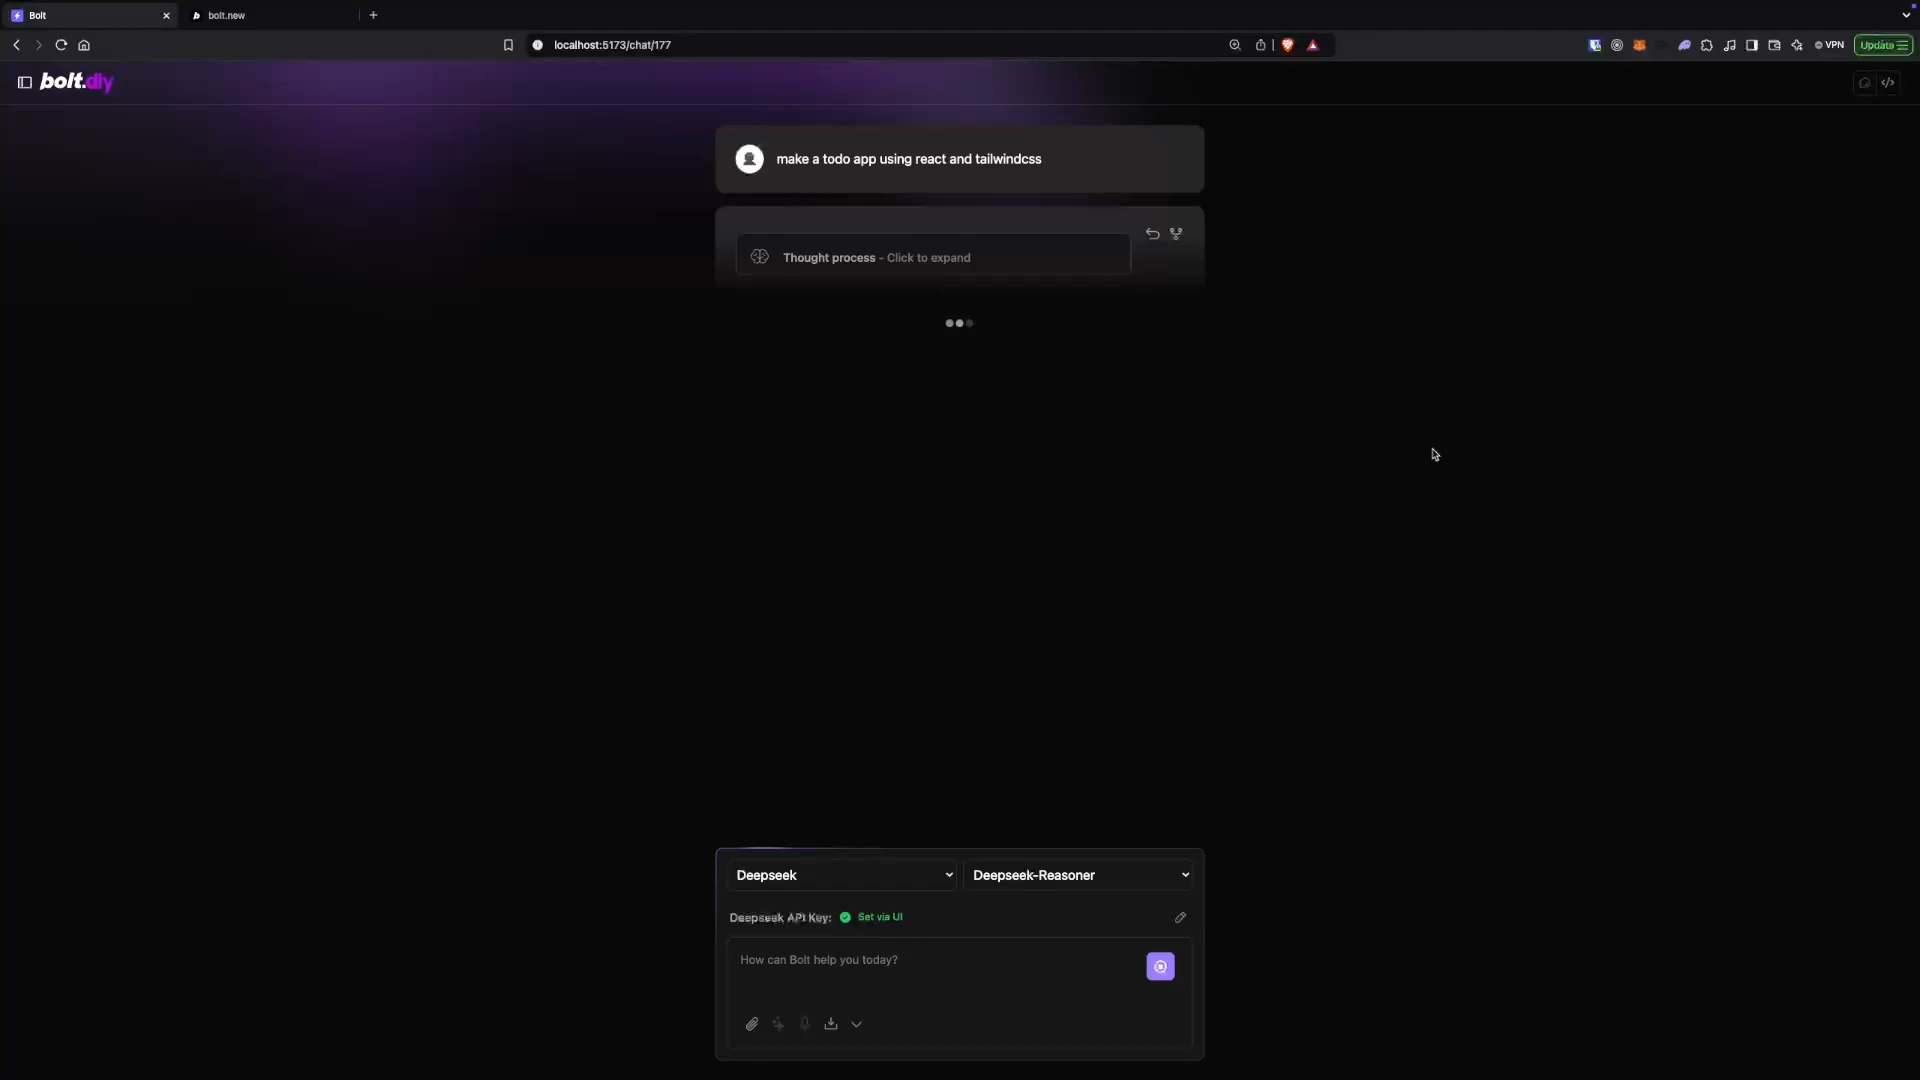 Bolt
bolt.new
localhost:5173/chat/177
VPN
Update
bolt.diy
make a todo app using react and tailwindcss
Thought process - Click to expand
Deepseek
Deepseek-Reasoner
Deepseek API Key:
Set via UI
How can Bolt help you today?